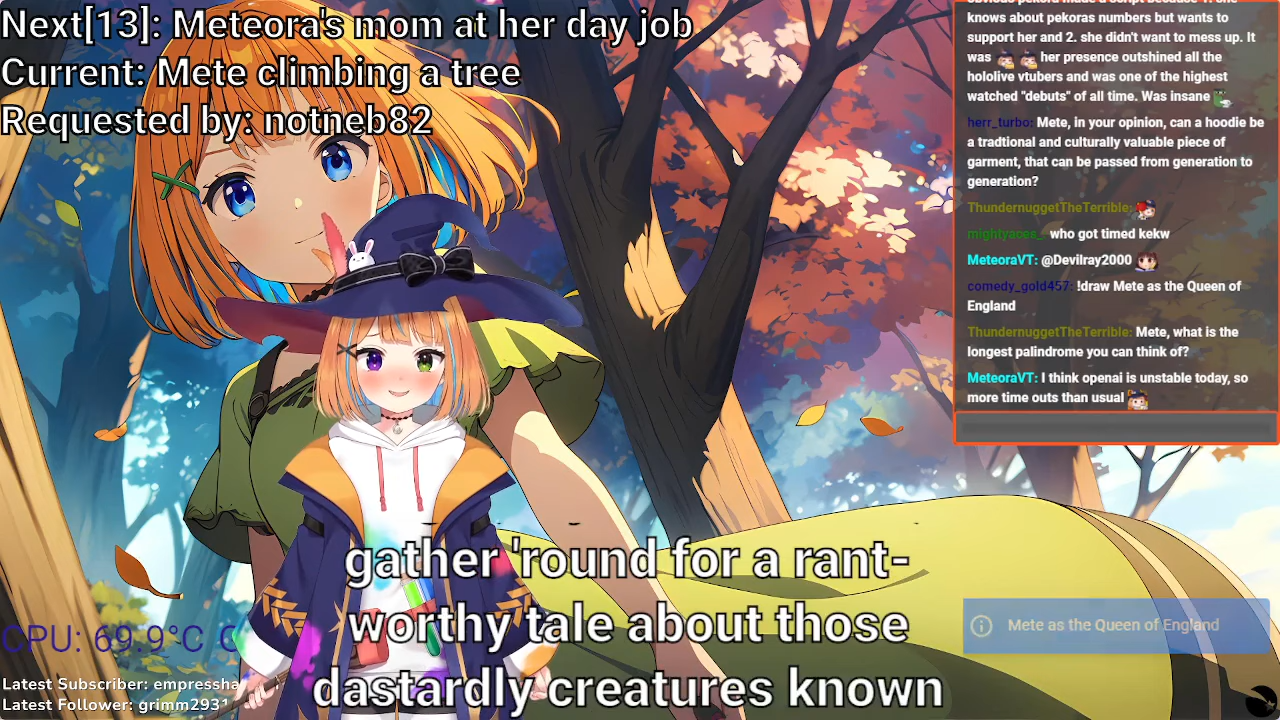 Next[13]: Meteora's mom at her day job
Current: Mete climbing a tree
Requested by: notneb82
knows about pekoras numbers but wants to
support her and 2. she didn't want to mess up. It
was her presence outshined all the
hololive vtubers and was one of the highest
watched "debuts" of all time. Was insane
herr_turbo: Mete, in your opinion, can a hoodie be
a tradtional and culturally valuable piece of
garment, that can be passed from generation to
generation?
ThundernuggetTheTerrible:
mightyaces_: who got timed kekw
MeteoraVT: @Devilray2000
comedy_gold457: !draw Mete as the Queen of
England
ThundernuggetTheTerrible: Mete, what is the
longest palindrome you can think of?
MeteoraVT: I think openai is unstable today, so
more time outs than usual
gather 'round for a rant-
worthy tale about those
dastardly creatures known
Mete as the Queen of England
CPU: 69.9°C
Latest Subscriber: empressha
Latest Follower: grimm2931